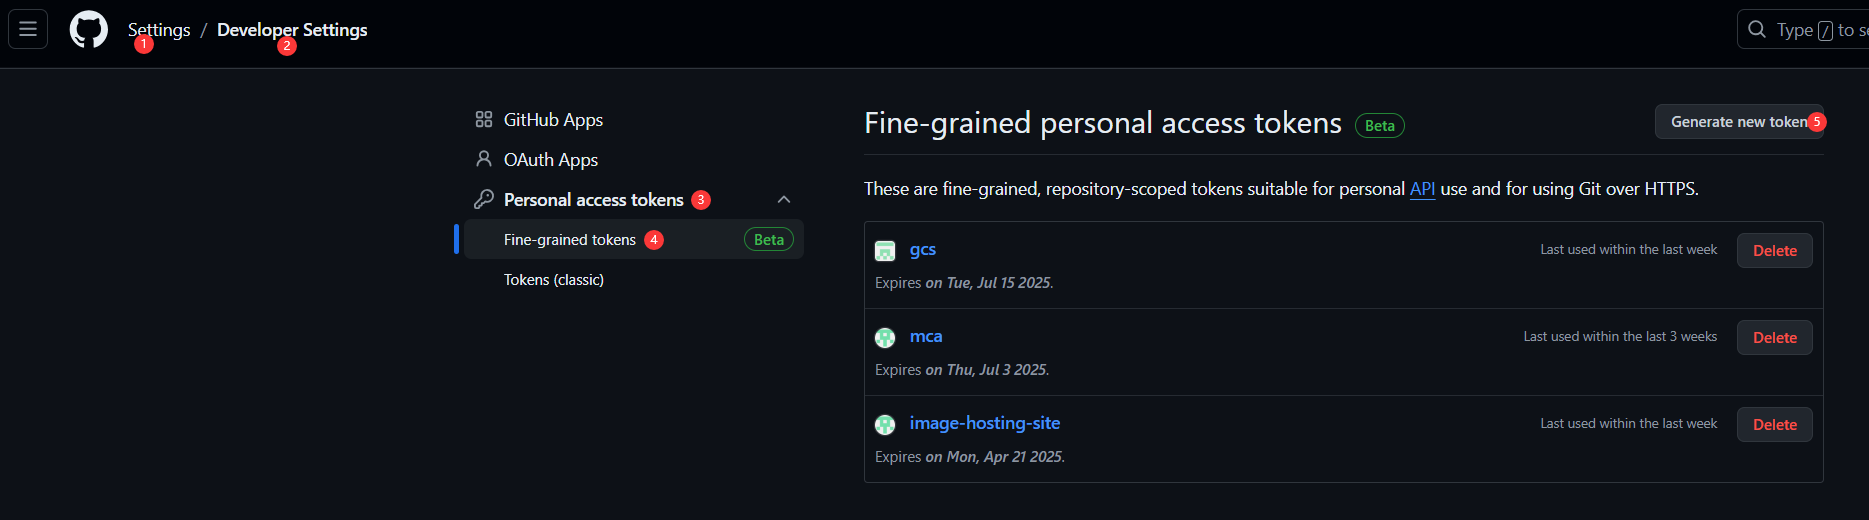 Settings / Developer Settings
1
2
Type / to se
GitHub Apps
OAuth Apps
Personal access tokens 3
Fine-grained tokens 4 Beta
Tokens (classic)
Fine-grained personal access tokens Beta
Generate new token 5
These are fine-grained, repository-scoped tokens suitable for personal API use and for using Git over HTTPS.
gcs Last used within the last week Delete
Expires on Tue, Jul 15 2025.
mca Last used within the last 3 weeks Delete
Expires on Thu, Jul 3 2025.
image-hosting-site Last used within the last week Delete
Expires on Mon, Apr 21 2025.